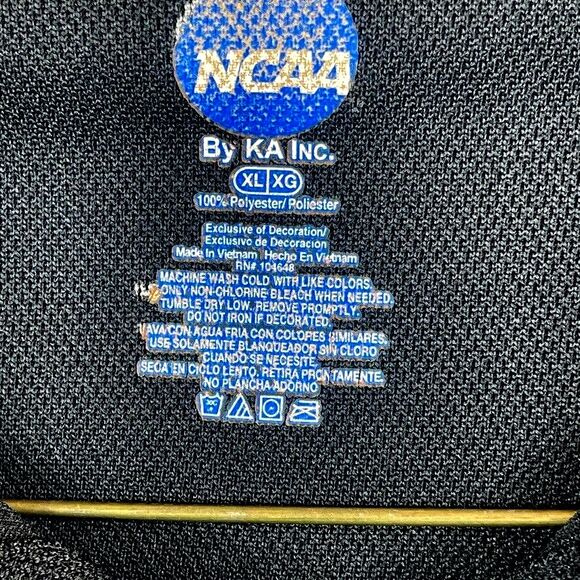 NCAA
By KA INC.
XL | XG
100% Polyester/ Poliester
Exclusive of Decoration/
Exclusivo de Decoracion
Made In Vietnam Hecho En Vietnam
RN# 104648
MACHINE WASH COLD WITH LIKE COLORS.
ONLY NON-CHLORINE BLEACH WHEN NEEDED.
TUMBLE DRY LOW. REMOVE PROMPTLY.
DO NOT IRON IF DECORATED.
LAVA CON AGUA FRIA CON COLORES SIMILARES.
USE SOLAMENTE BLANQUEADOR SIN CLORO
CUANDO SE NECESITE.
SECA EN CICLO LENTO. RETIRA PRONTAMENTE.
NO PLANCHA ADORNO
30C